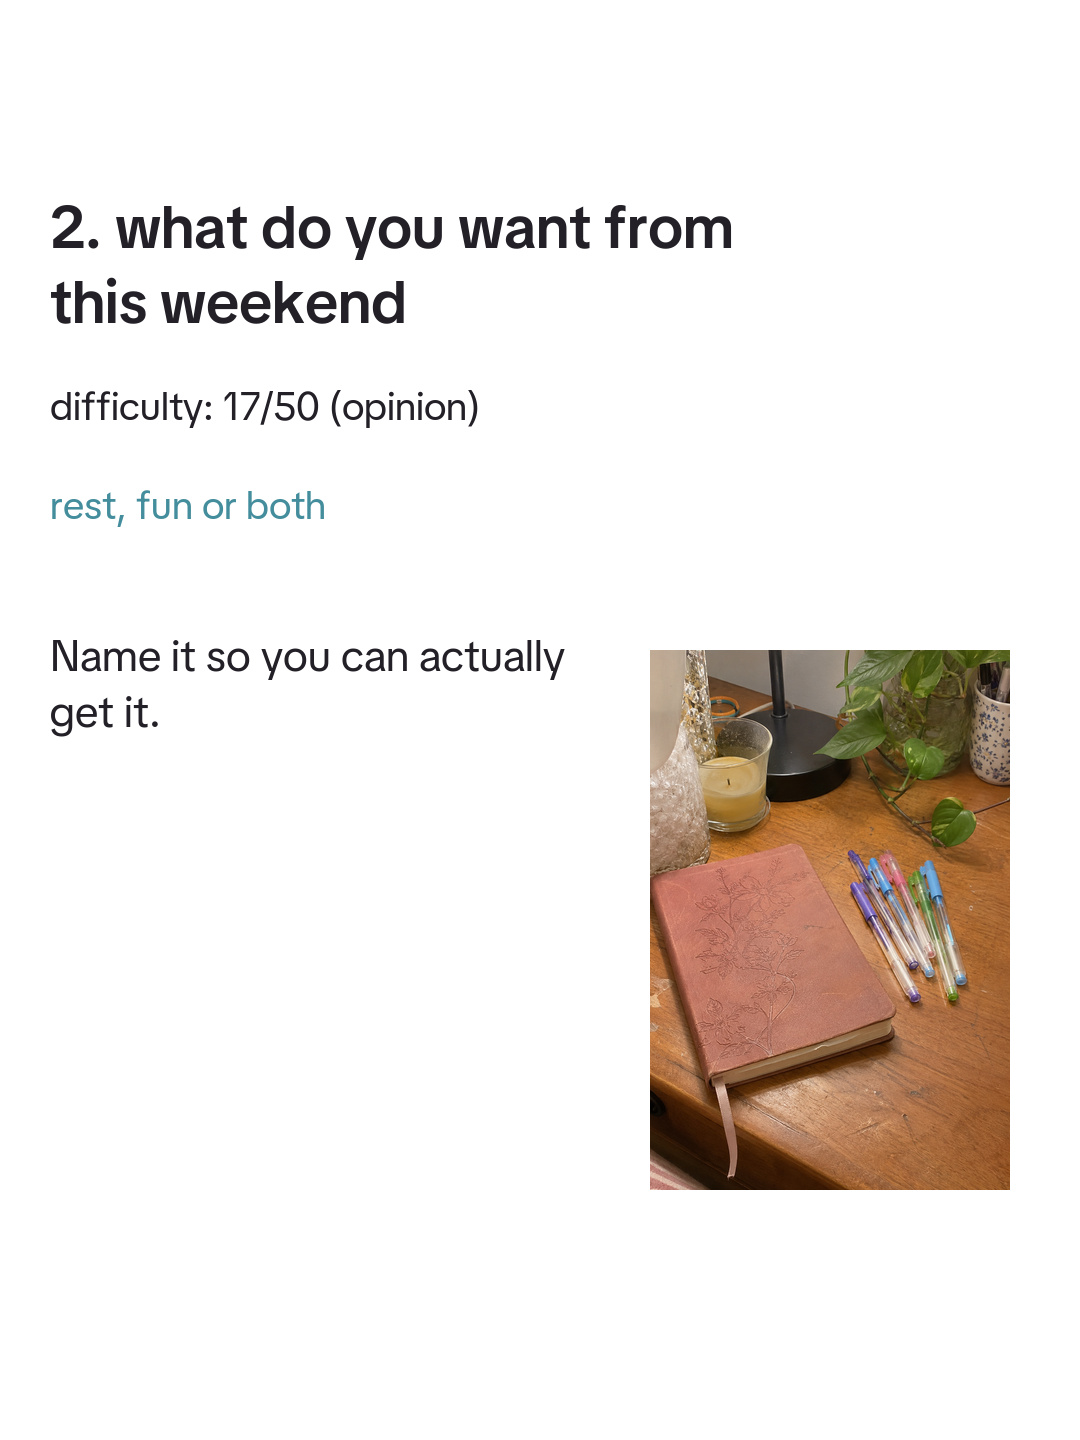 2. what do you want from
this weekend
difficulty: 17/50 (opinion)
rest, fun or both
Name it so you can actually
get it.